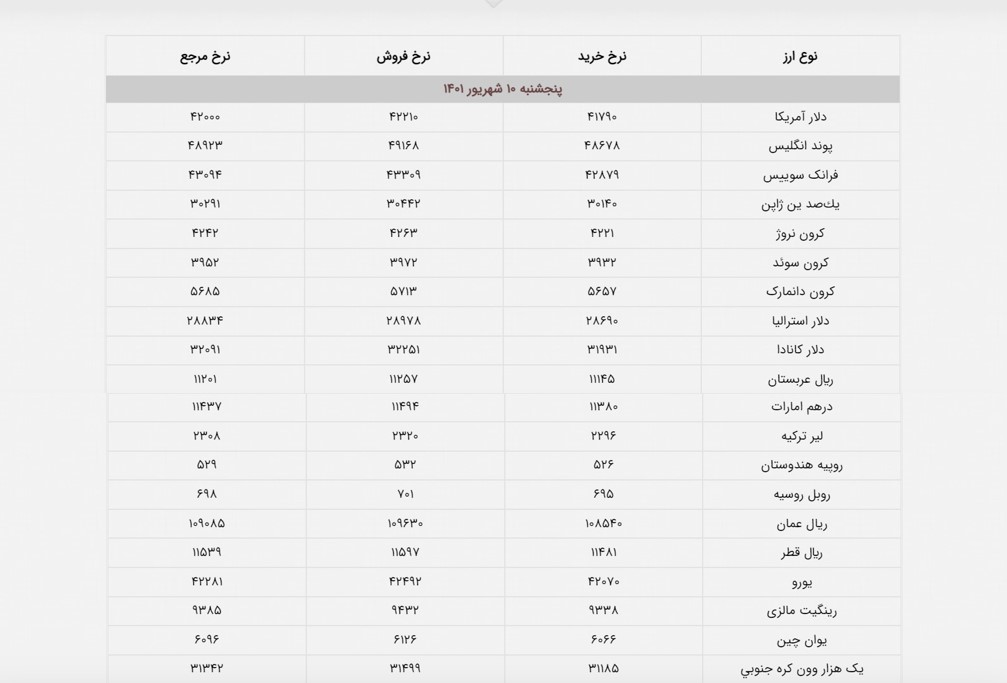 نوع ارز نرخ خرید نرخ فروش نرخ مرجع
پنجشنبه ۱۰ شهریور ۱۴۰۱
دلار آمریکا ۴۱۷۹۰ ۴۲۲۱۰ ۴۲۰۰۰
پوند انگلیس ۴۸۶۷۸ ۴۹۱۶۸ ۴۸۹۲۳
فرانک سوییس ۴۲۸۷۹ ۴۳۳۰۹ ۴۳۰۹۴
يك‌صد ین ژاپن ۳۰۱۴۰ ۳۰۴۴۲ ۳۰۲۹۱
کرون نروژ ۴۲۲۱ ۴۲۶۳ ۴۲۴۲
کرون سوئد ۳۹۳۲ ۳۹۷۲ ۳۹۵۲
کرون دانمارک ۵۶۵۷ ۵۷۱۳ ۵۶۸۵
دلار استرالیا ۲۸۶۹۰ ۲۸۹۷۸ ۲۸۸۳۴
دلار کانادا ۳۱۹۳۱ ۳۲۲۵۱ ۳۲۰۹۱
ریال عربستان ۱۱۱۴۵ ۱۱۲۵۷ ۱۱۲۰۱
درهم امارات ۱۱۳۸۰ ۱۱۴۹۴ ۱۱۴۳۷
لیر ترکیه ۲۲۹۶ ۲۳۲۰ ۲۳۰۸
روپیه هندوستان ۵۲۶ ۵۳۲ ۵۲۹
روبل روسیه ۶۹۵ ۷۰۱ ۶۹۸
ریال عمان ۱۰۸۵۴۰ ۱۰۹۶۳۰ ۱۰۹۰۸۵
ریال قطر ۱۱۴۸۱ ۱۱۵۹۷ ۱۱۵۳۹
یورو ۴۲۰۷۰ ۴۲۴۹۲ ۴۲۲۸۱
رینگیت مالزی ۹۳۳۸ ۹۴۳۲ ۹۳۸۵
یوان چین ۶۰۶۶ ۶۱۲۶ ۶۰۹۶
یک هزار وون کره جنوبي ۳۱۱۸۵ ۳۱۴۹۹ ۳۱۳۴۲